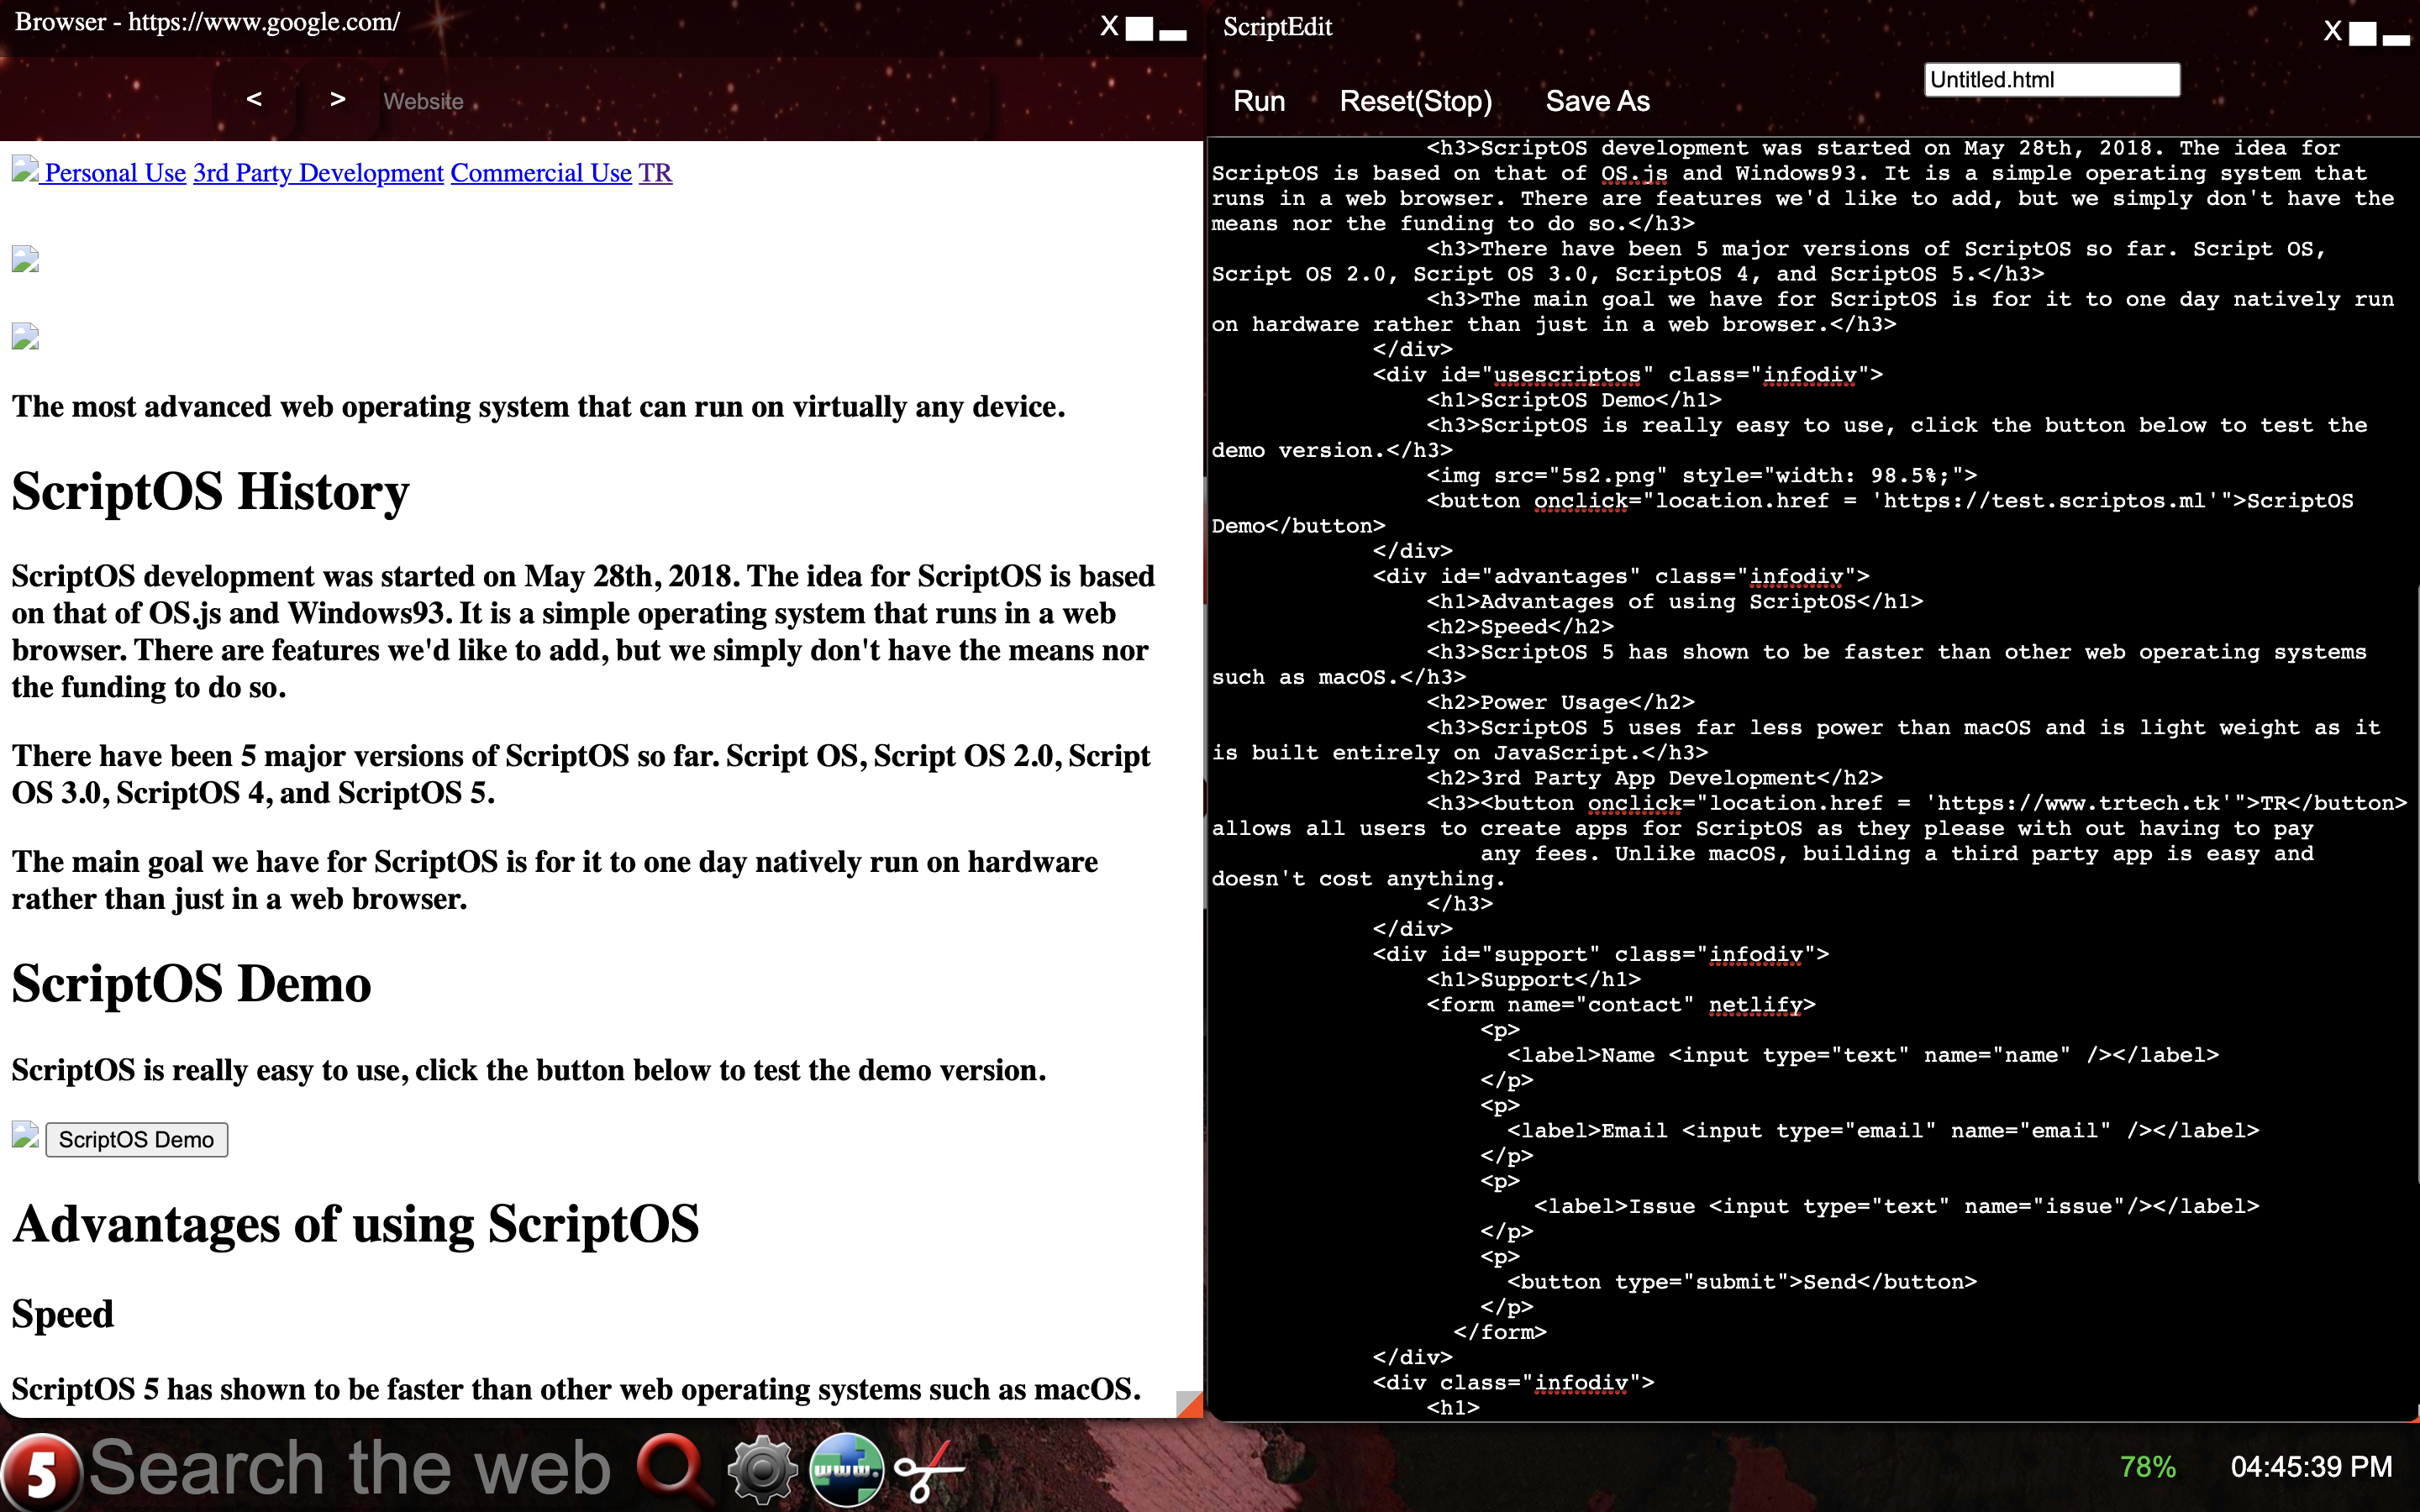 Browser - https://www.google.com/
X
< > Website
Personal Use 3rd Party Development Commercial Use TR
The most advanced web operating system that can run on virtually any device.
ScriptOS History
ScriptOS development was started on May 28th, 2018. The idea for ScriptOS is based
on that of OS.js and Windows93. It is a simple operating system that runs in a web
browser. There are features we'd like to add, but we simply don't have the means nor
the funding to do so.
There have been 5 major versions of ScriptOS so far. Script OS, Script OS 2.0, Script
OS 3.0, ScriptOS 4, and ScriptOS 5.
The main goal we have for ScriptOS is for it to one day natively run on hardware
rather than just in a web browser.
ScriptOS Demo
ScriptOS is really easy to use, click the button below to test the demo version.
ScriptOS Demo
Advantages of using ScriptOS
Speed
ScriptOS 5 has shown to be faster than other web operating systems such as macOS.
ScriptEdit
X
Run Reset(Stop) Save As
Untitled.html
<h3>ScriptOS development was started on May 28th, 2018. The idea for
ScriptOS is based on that of OS.js and Windows93. It is a simple operating system that
runs in a web browser. There are features we'd like to add, but we simply don't have the
means nor the funding to do so.</h3>
<h3>There have been 5 major versions of ScriptOS so far. Script OS,
Script OS 2.0, Script OS 3.0, ScriptOS 4, and ScriptOS 5.</h3>
<h3>The main goal we have for ScriptOS is for it to one day natively run
on hardware rather than just in a web browser.</h3>
</div>
<div id="usescriptos" class="infodiv">
<h1>ScriptOS Demo</h1>
<h3>ScriptOS is really easy to use, click the button below to test the
demo version.</h3>
<img src="5s2.png" style="width: 98.5%;">
<button onclick="location.href = 'https://test.scriptos.ml'">ScriptOS
Demo</button>
</div>
<div id="advantages" class="infodiv">
<h1>Advantages of using ScriptOS</h1>
<h2>Speed</h2>
<h3>ScriptOS 5 has shown to be faster than other web operating systems
such as macOS.</h3>
<h2>Power Usage</h2>
<h3>ScriptOS 5 uses far less power than macOS and is light weight as it
is built entirely on JavaScript.</h3>
<h2>3rd Party App Development</h2>
<h3><button onclick="location.href = 'https://www.trtech.tk'">TR</button>
allows all users to create apps for ScriptOS as they please with out having to pay
any fees. Unlike macOS, building a third party app is easy and
doesn't cost anything.
</h3>
</div>
<div id="support" class="infodiv">
<h1>Support</h1>
<form name="contact" netlify>
<p>
<label>Name <input type="text" name="name" /></label>
</p>
<p>
<label>Email <input type="email" name="email" /></label>
</p>
<p>
<label>Issue <input type="text" name="issue"/></label>
</p>
<p>
<button type="submit">Send</button>
</p>
</form>
</div>
<div class="infodiv">
<h1>
5 Search the web
www.
78% 04:45:39 PM